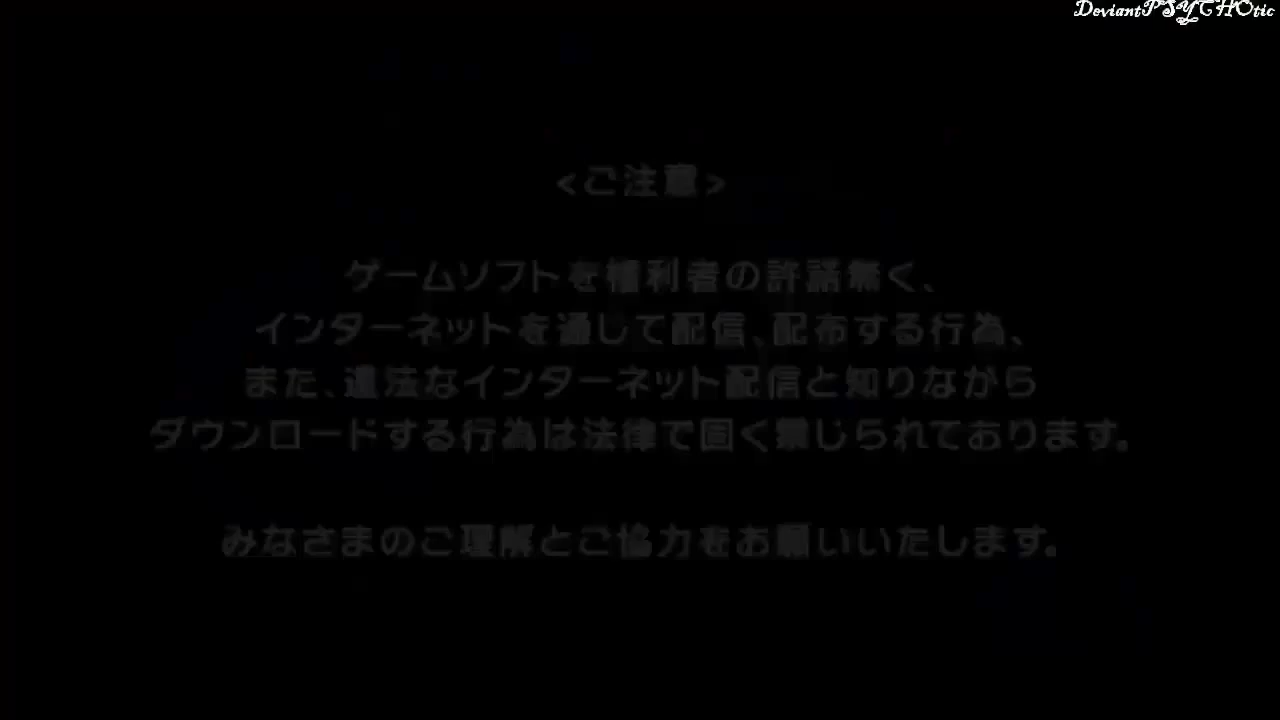 DeviantPSYCHOtic
<ご注意>
ゲームソフトを権利者の許諾無く、
インターネットを通じて配信、配布する行為、
また、違法なインターネット配信と知りながら
ダウンロードする行為は法律で固く禁じられております。
みなさまのご理解とご協力をお願いいたします。